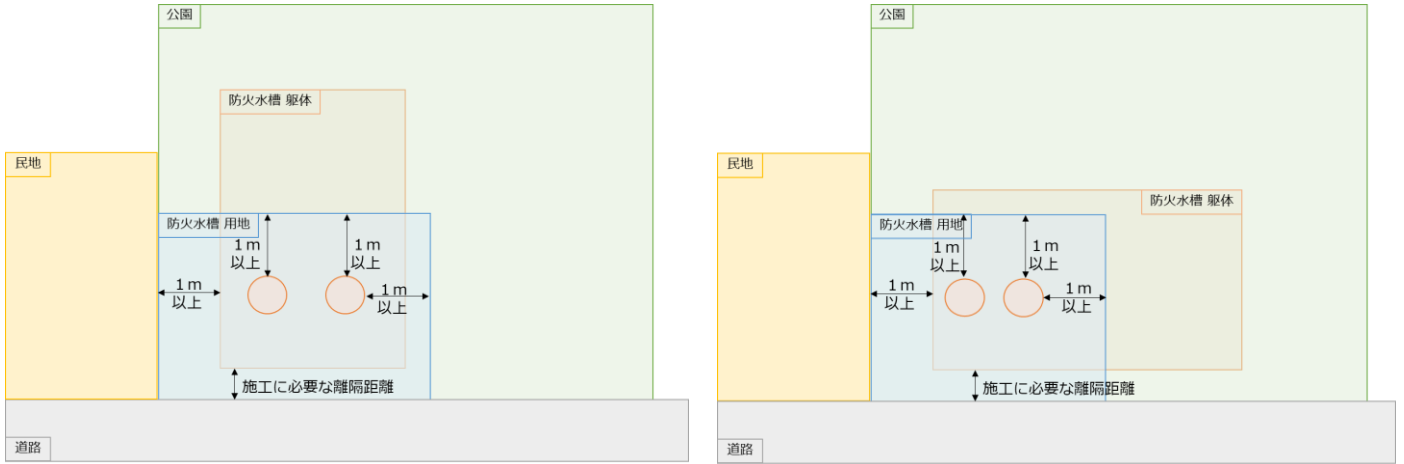 公園
防火水槽 躯体
民地
防火水槽 用地
1m
以上
1m
以上
1m
以上
1m
以上
施工に必要な離隔距離
道路
公園
民地
防火水槽 躯体
防火水槽 用地
1m
以上
1m
以上
1m
以上
1m
以上
施工に必要な離隔距離
道路